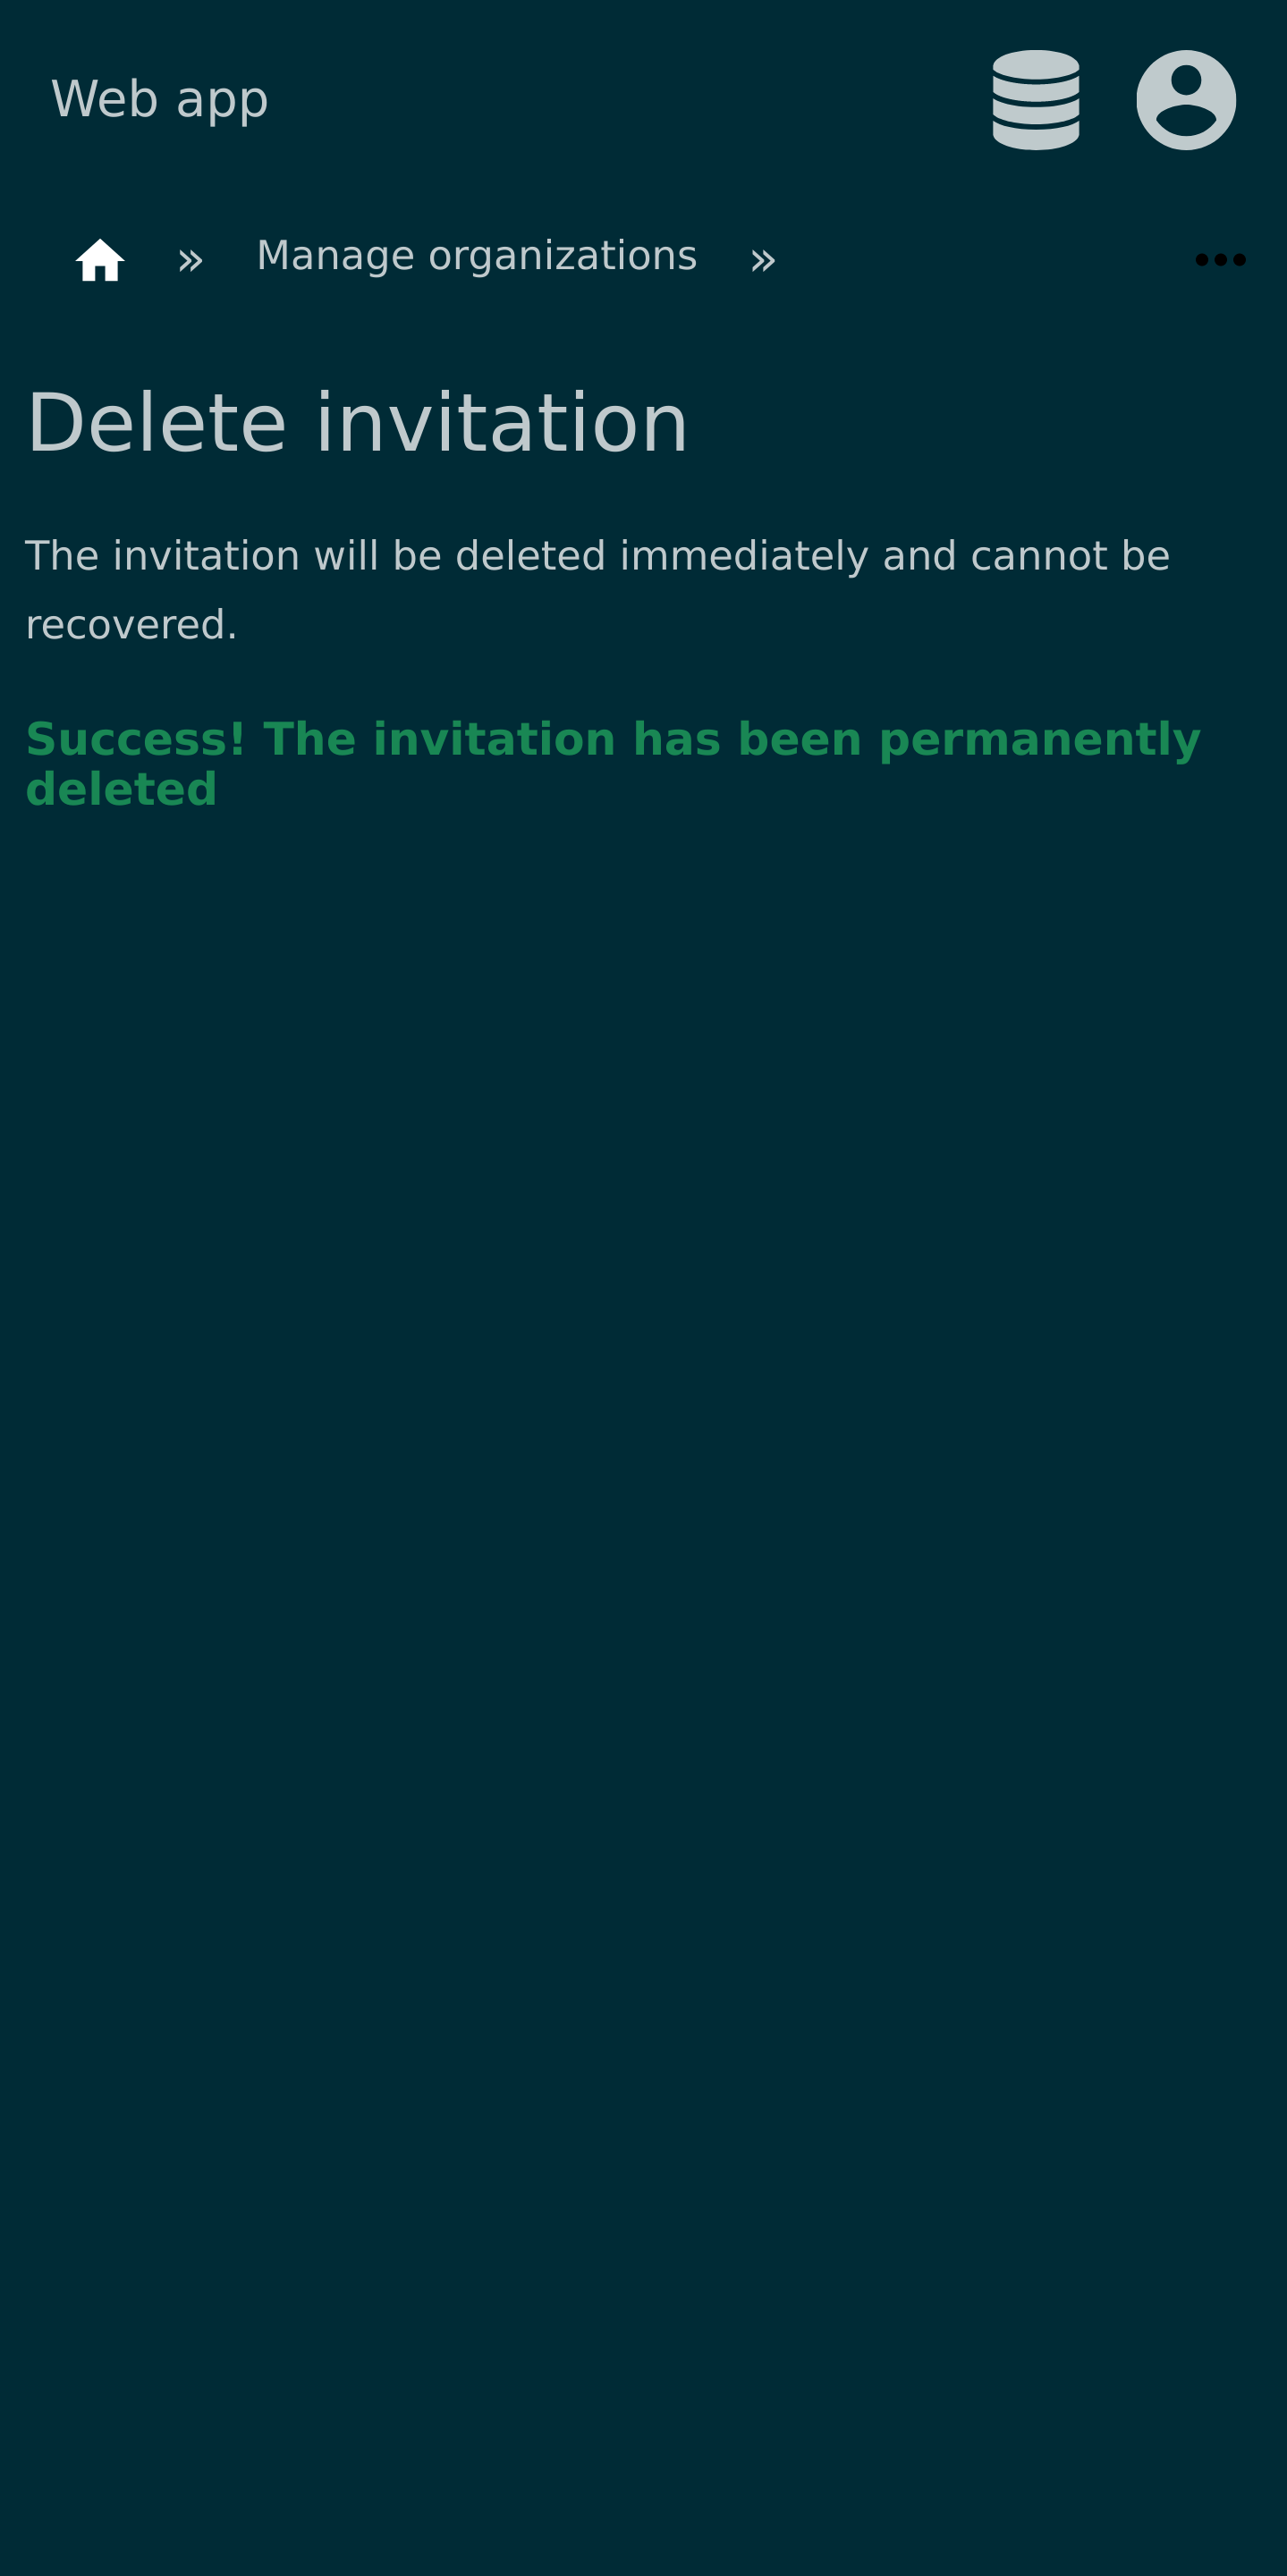 Web app
» Manage organizations »
Delete invitation
The invitation will be deleted immediately and cannot be
recovered.
Success! The invitation has been permanently
deleted